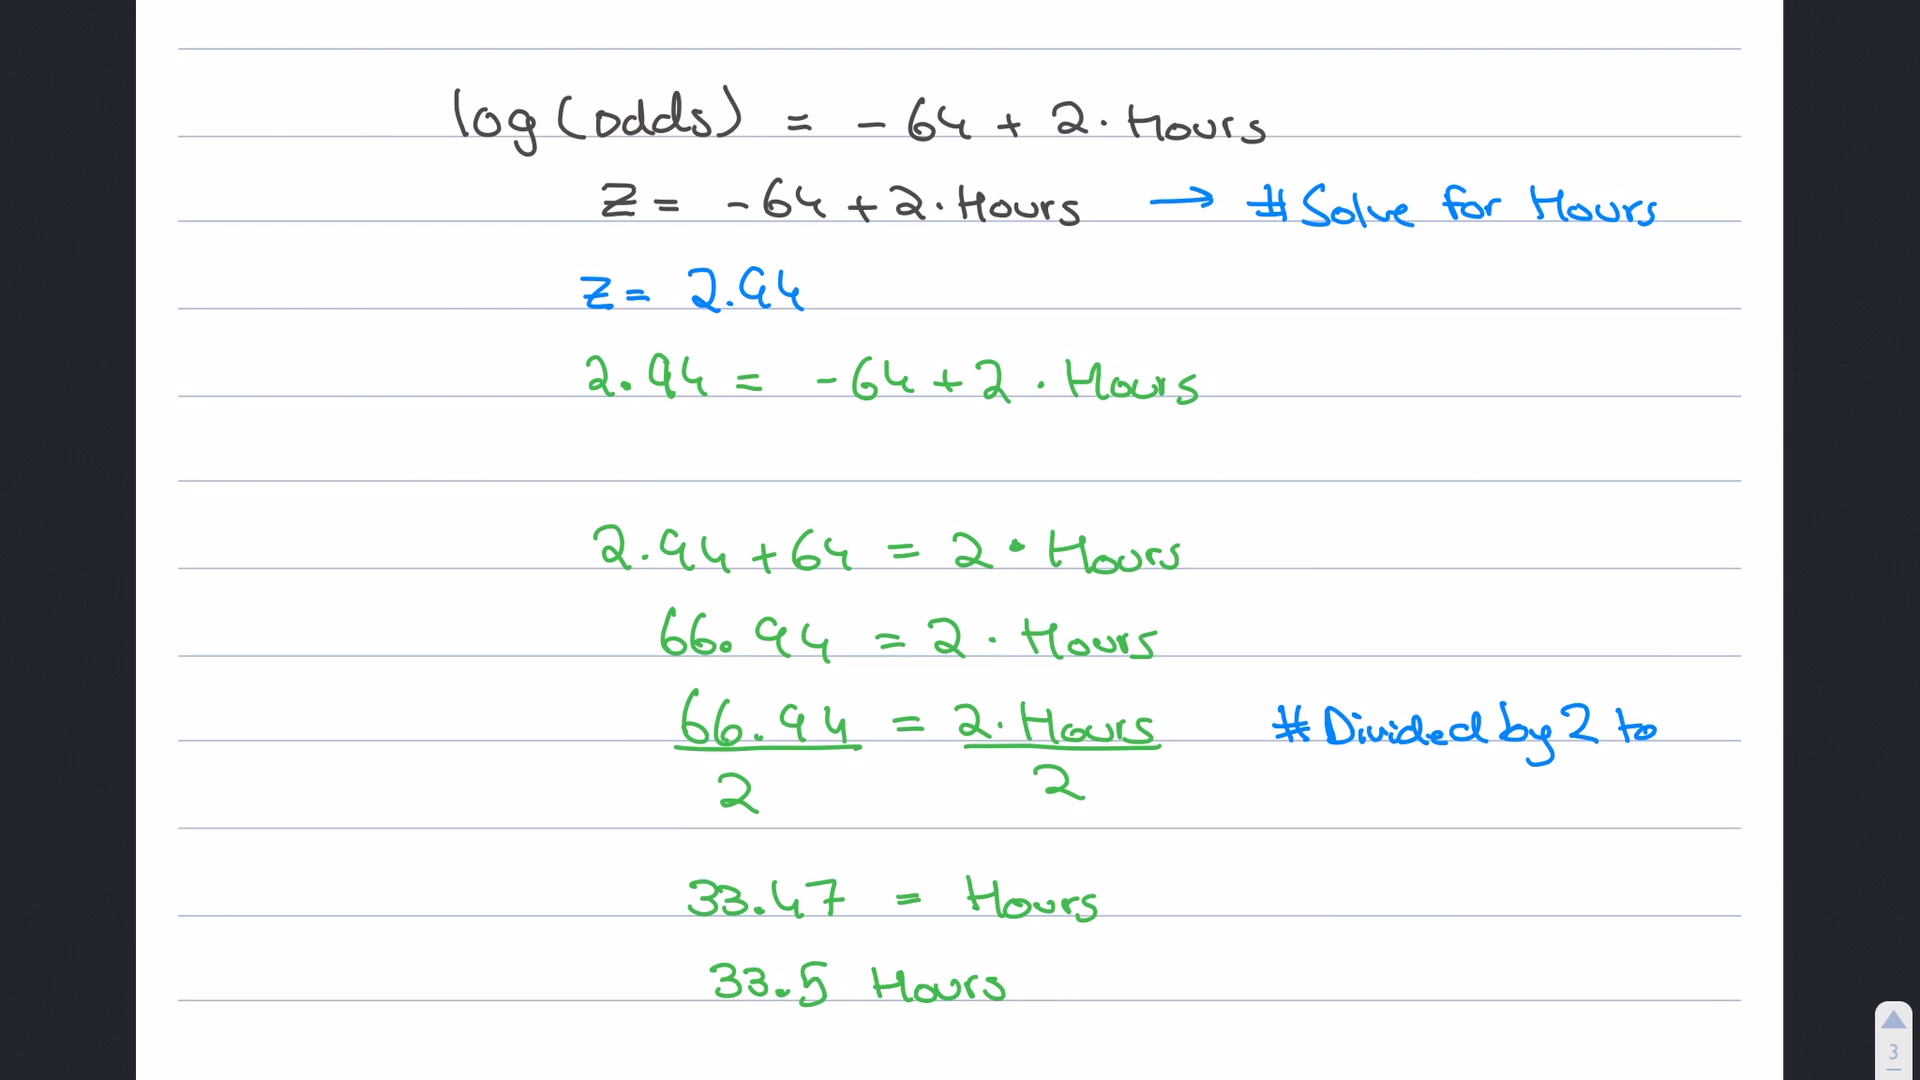 log(odds) = -64 + 2·Hours
z = -64 + 2·Hours → #Solve for Hours
z = 2.94
2.94 = -64 + 2·Hours
2.94 + 64 = 2·Hours
66.94 = 2·Hours
66.94 = 2·Hours #Divided by 2 to
2 2
33.47 = Hours
33.5 Hours
3